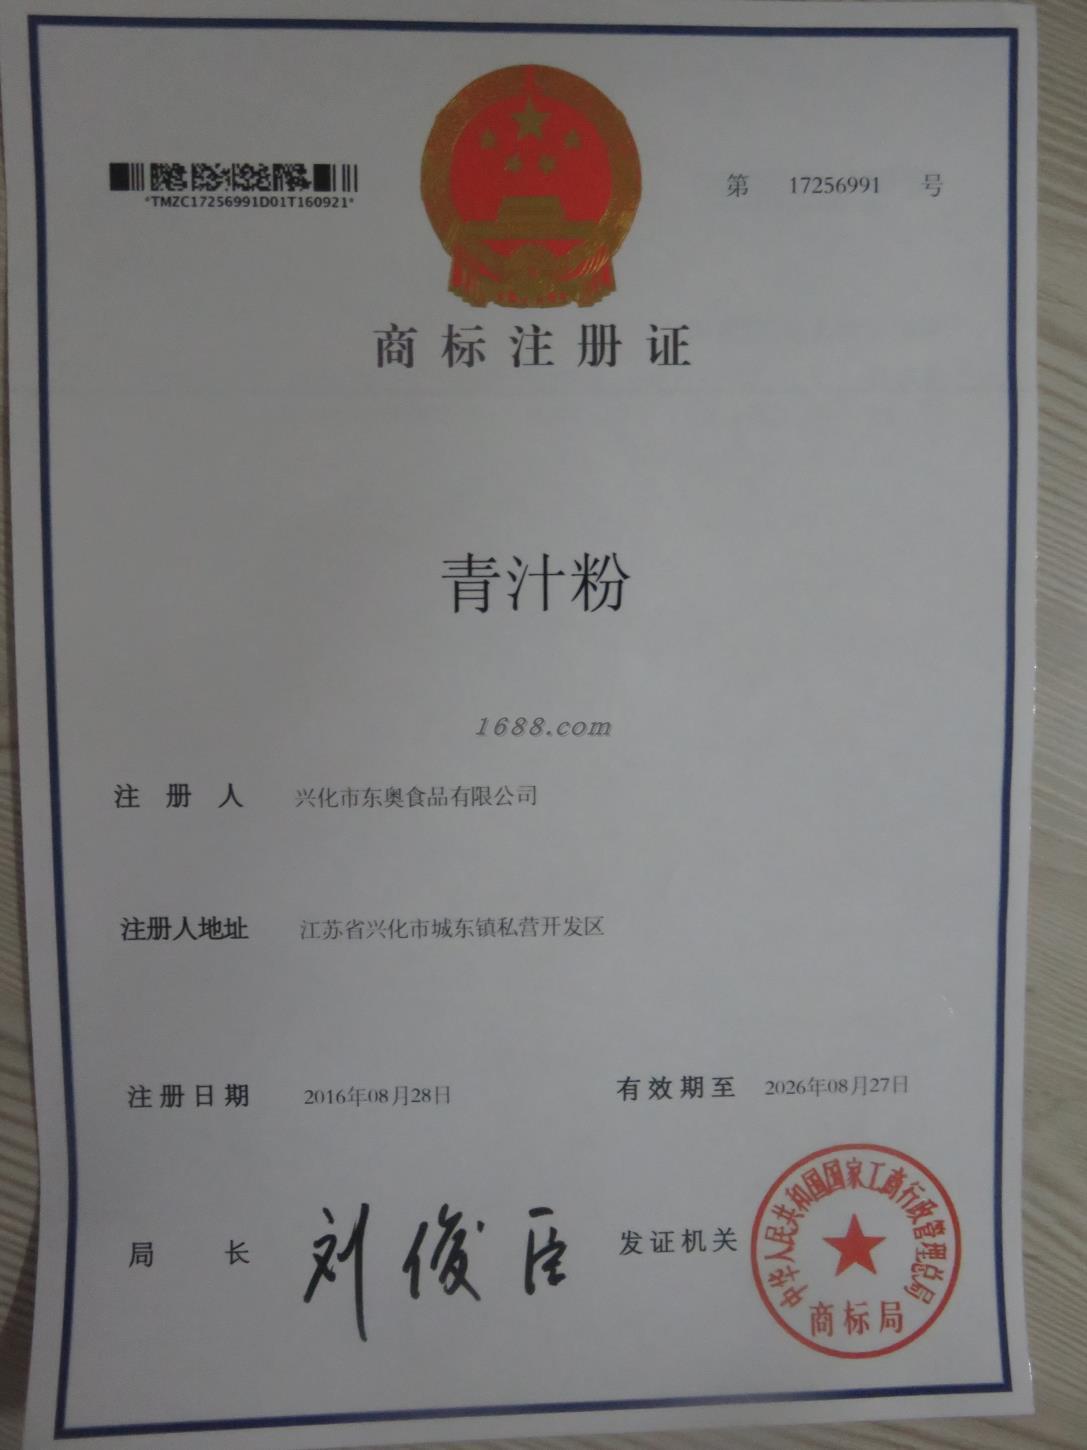 *TMZC17256991D01T160921*
第 17256991 号
商标注册证
青汁粉
1688.com
注册人 兴化市东奥食品有限公司
注册人地址 江苏省兴化市城东镇私营开发区
注册日期 2016年08月28日 有效期至 2026年08月27日
局长 刘俊臣 发证机关
中华人民共和国国家工商行政管理总局
商标局